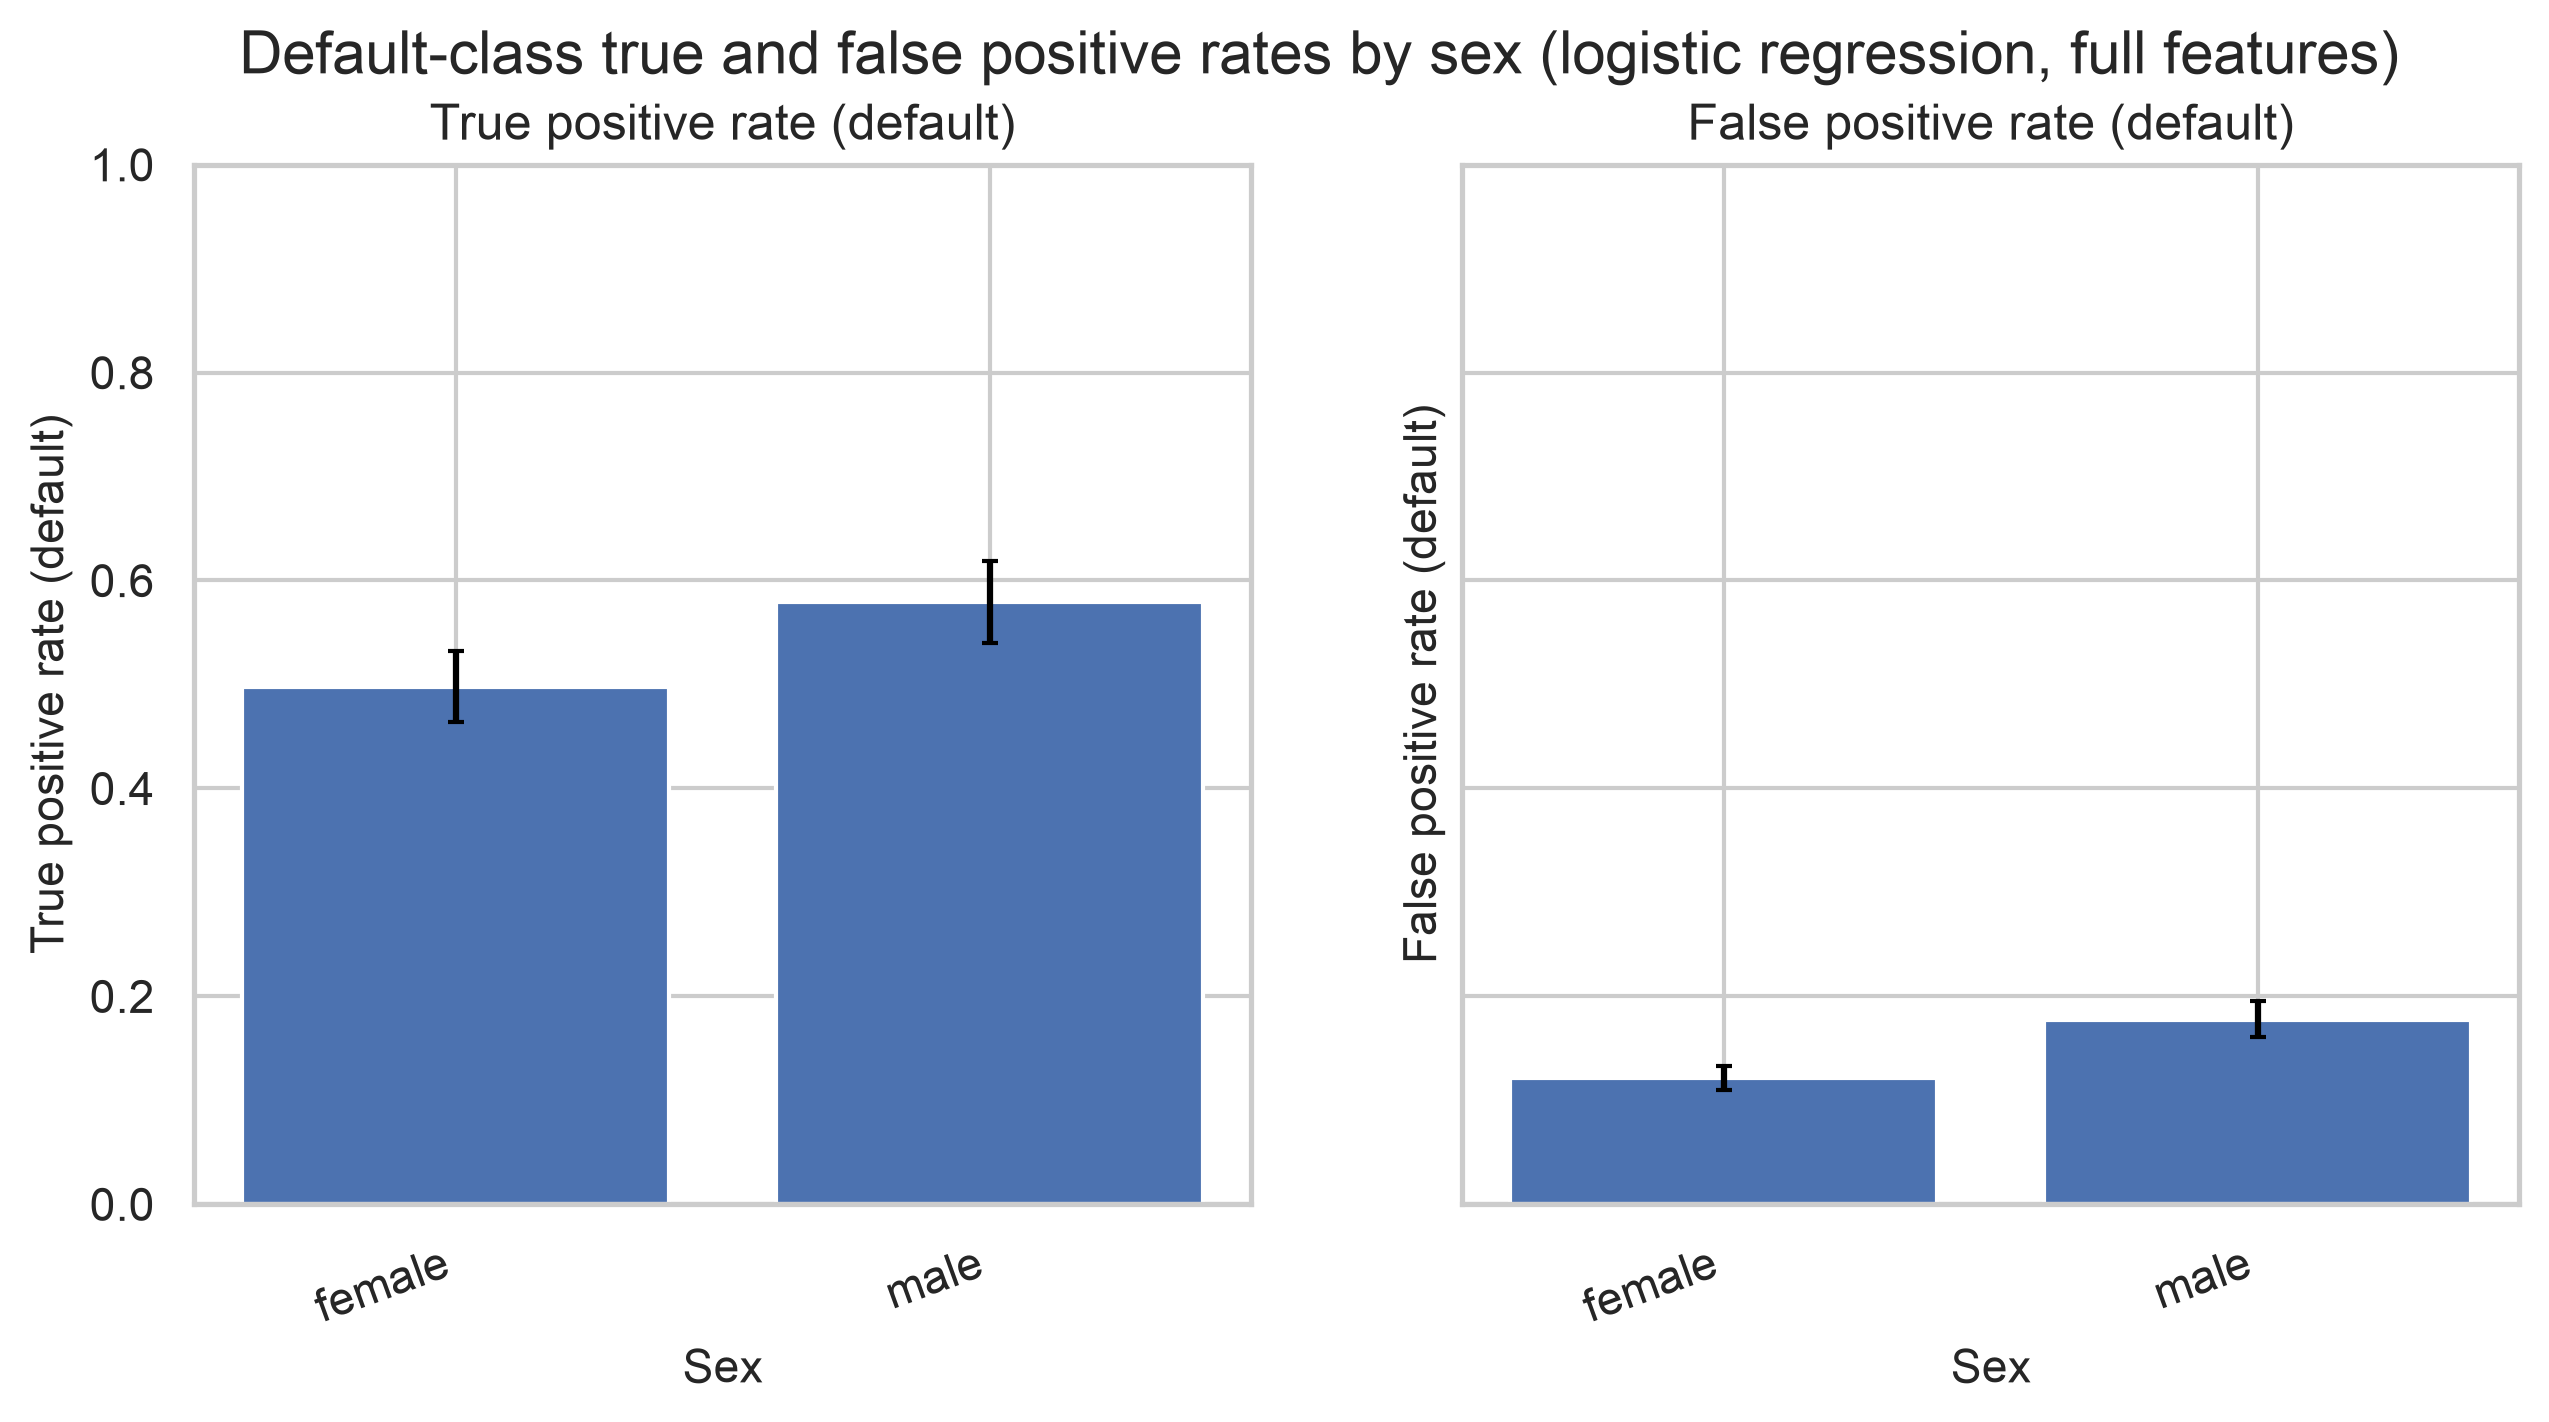 Default-class true and false positive rates by sex (logistic regression, full features)
True positive rate (default)
True positive rate (default)
1.0
0.8
0.6
0.4
0.2
0.0
female
male
Sex
False positive rate (default)
False positive rate (default)
female
male
Sex